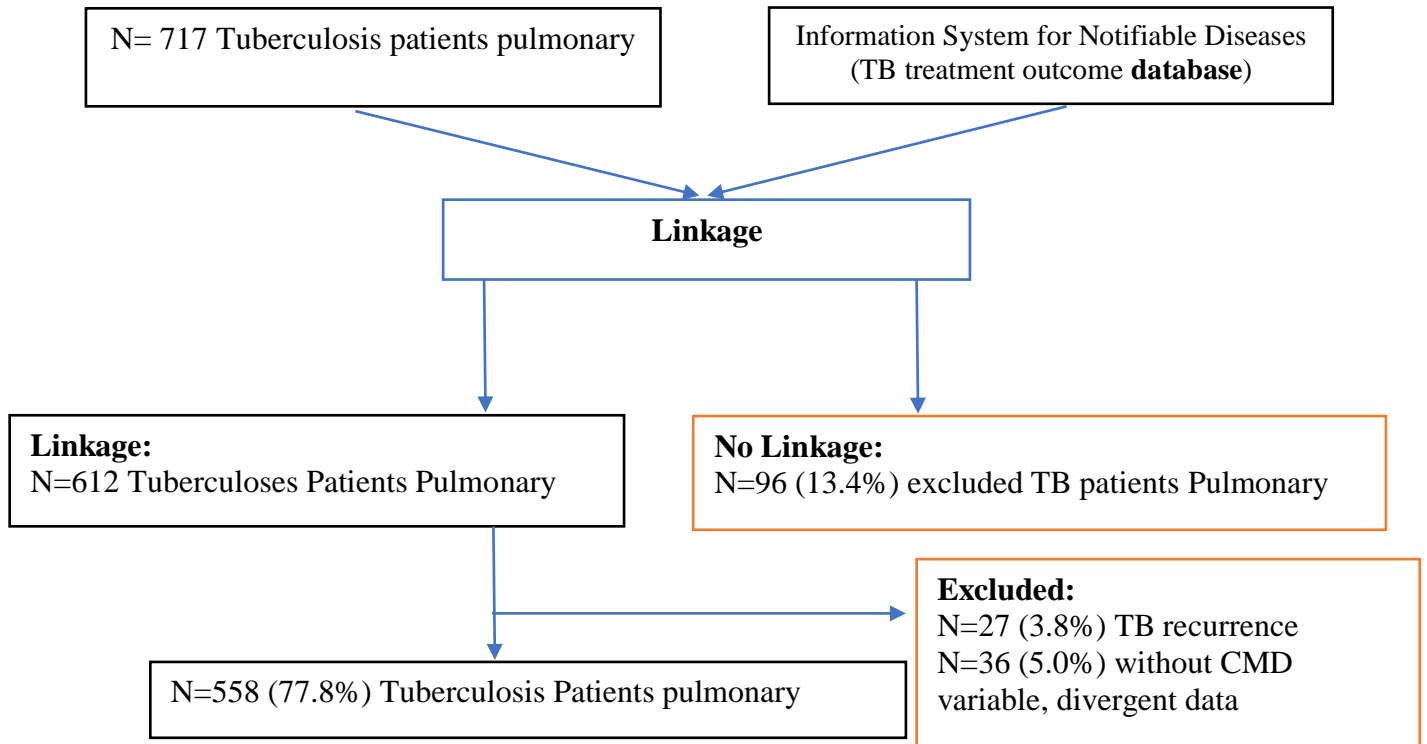 N= 717 Tuberculosis patients pulmonary
Information System for Notifiable Diseases
(TB treatment outcome database)
Linkage
Linkage:
N=612 Tuberculoses Patients Pulmonary
No Linkage:
N=96 (13.4%) excluded TB patients Pulmonary
Excluded:
N=27 (3.8%) TB recurrence
N=36 (5.0%) without CMD
variable, divergent data
N=558 (77.8%) Tuberculosis Patients pulmonary